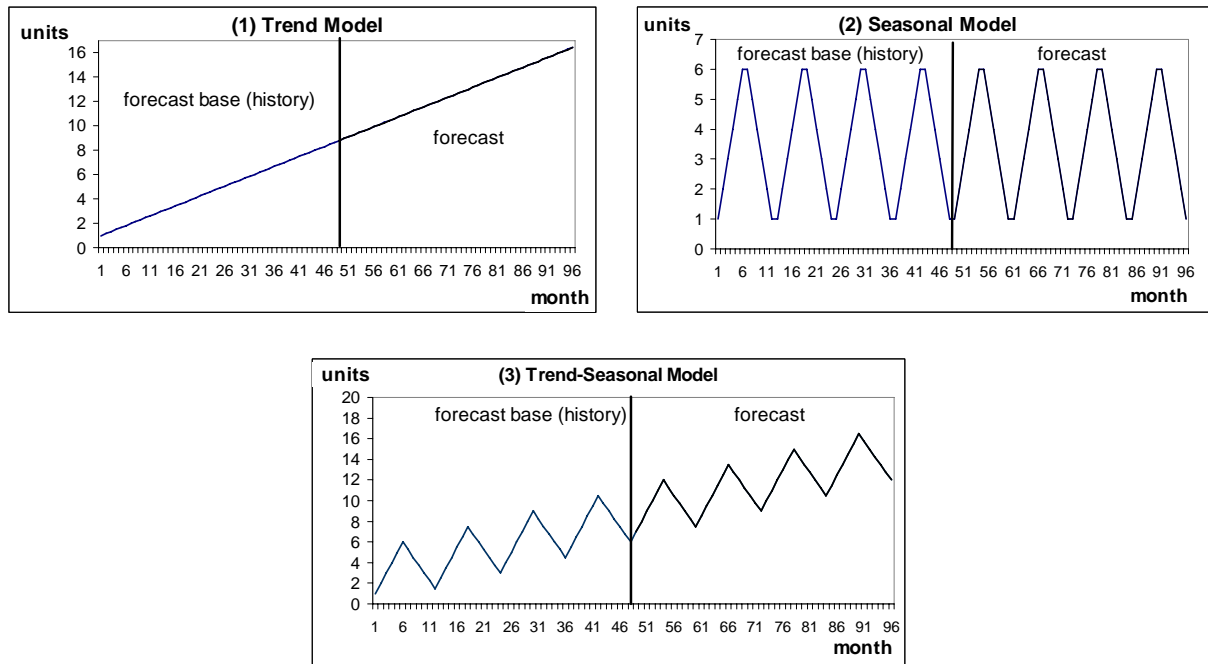 (1) Trend Model
units
16
14
12
10
8
6
4
2
0
forecast base (history)
forecast
1 6 11 16 21 26 31 36 41 46 51 56 61 66 71 76 81 86 91 96
month
(2) Seasonal Model
units
7
6
5
4
3
2
1
0
forecast base (history) forecast
1 6 11 16 21 26 31 36 41 46 51 56 61 66 71 76 81 86 91 96
month
units (3) Trend-Seasonal Model
20
18
16
14
12
10
8
6
4
2
0
forecast base (history) forecast
1 6 11 16 21 26 31 36 41 46 51 56 61 66 71 76 81 86 91 96
month